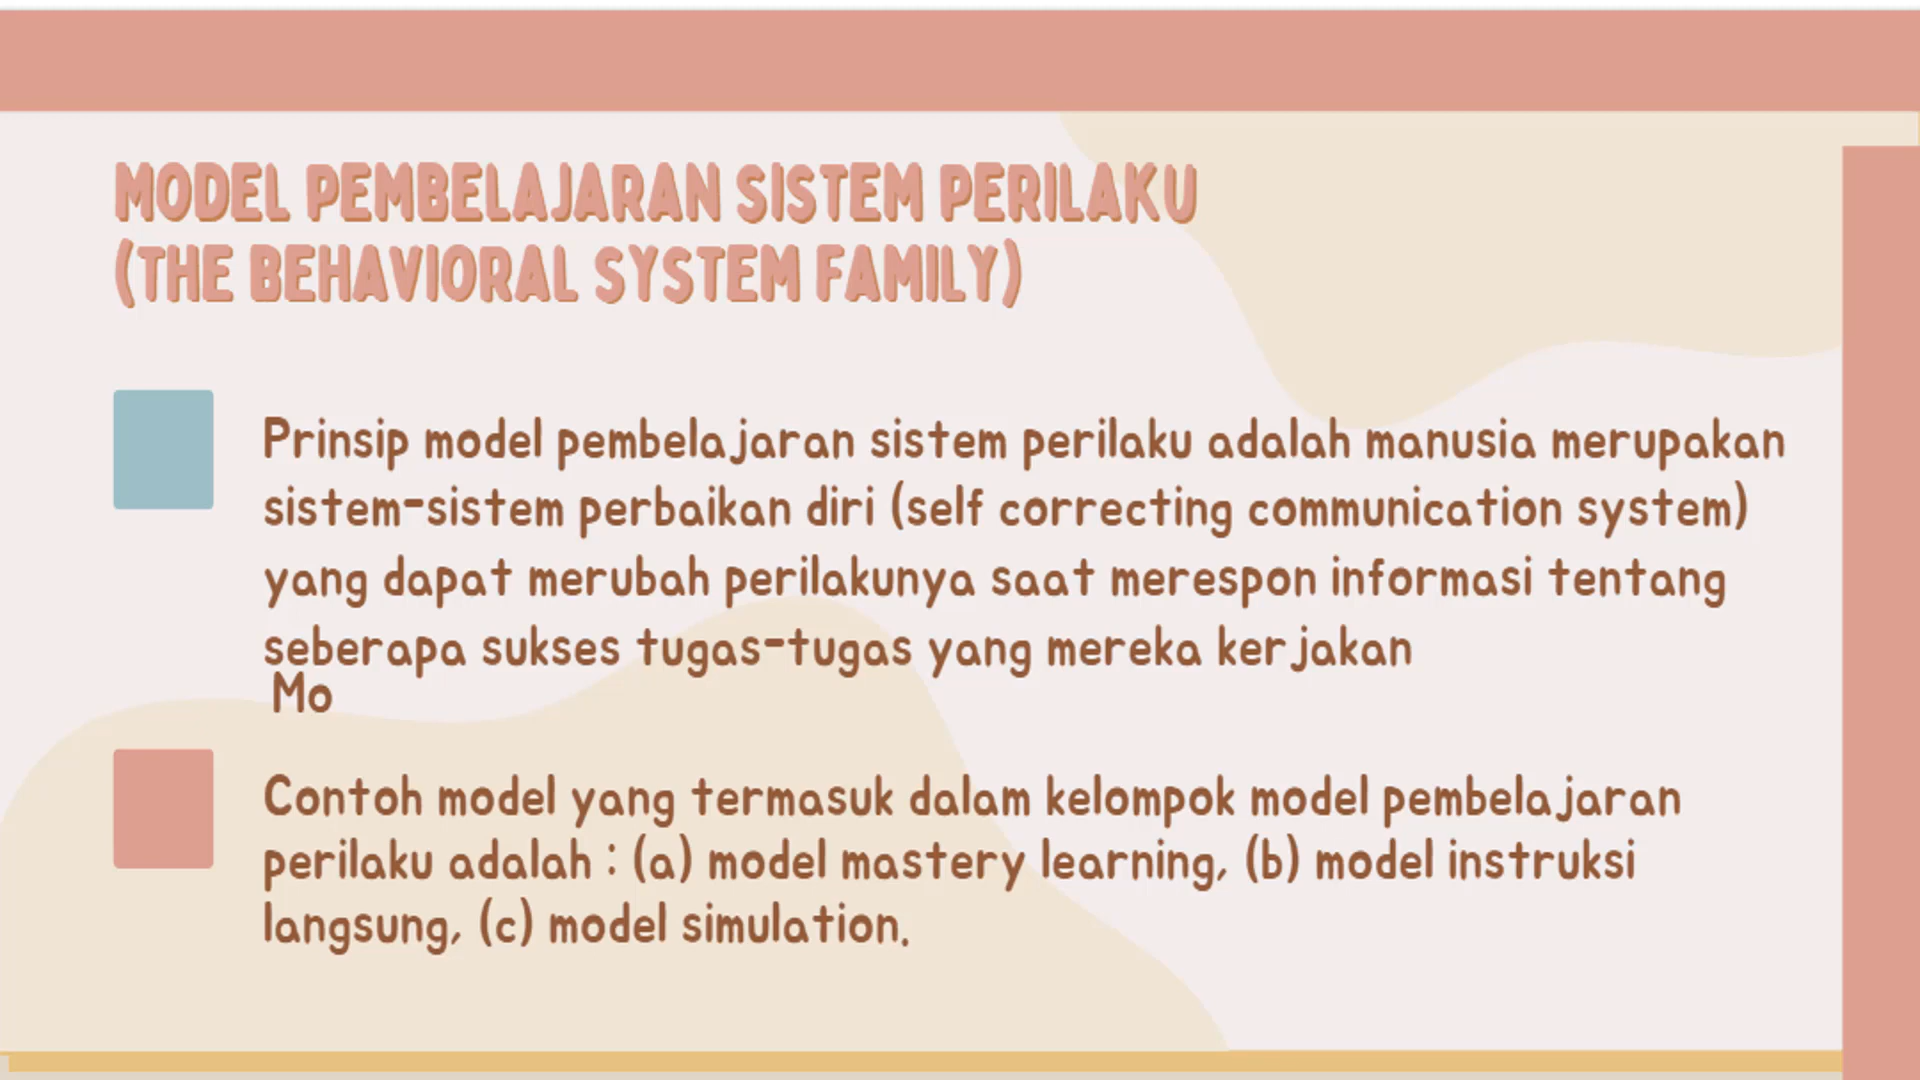 MODEL PEMBELAJARAN SISTEM PERILAKU
(THE BEHAVIORAL SYSTEM FAMILY)
Prinsip model pembelajaran sistem perilaku adalah manusia merupakan
sistem-sistem perbaikan diri (self correcting communication system)
yang dapat merubah perilakunya saat merespon informasi tentang
seberapa sukses tugas-tugas yang mereka kerjakan
Mo
Contoh model yang termasuk dalam kelompok model pembelajaran
perilaku adalah : (a) model mastery learning, (b) model instruksi
langsung, (c) model simulation.